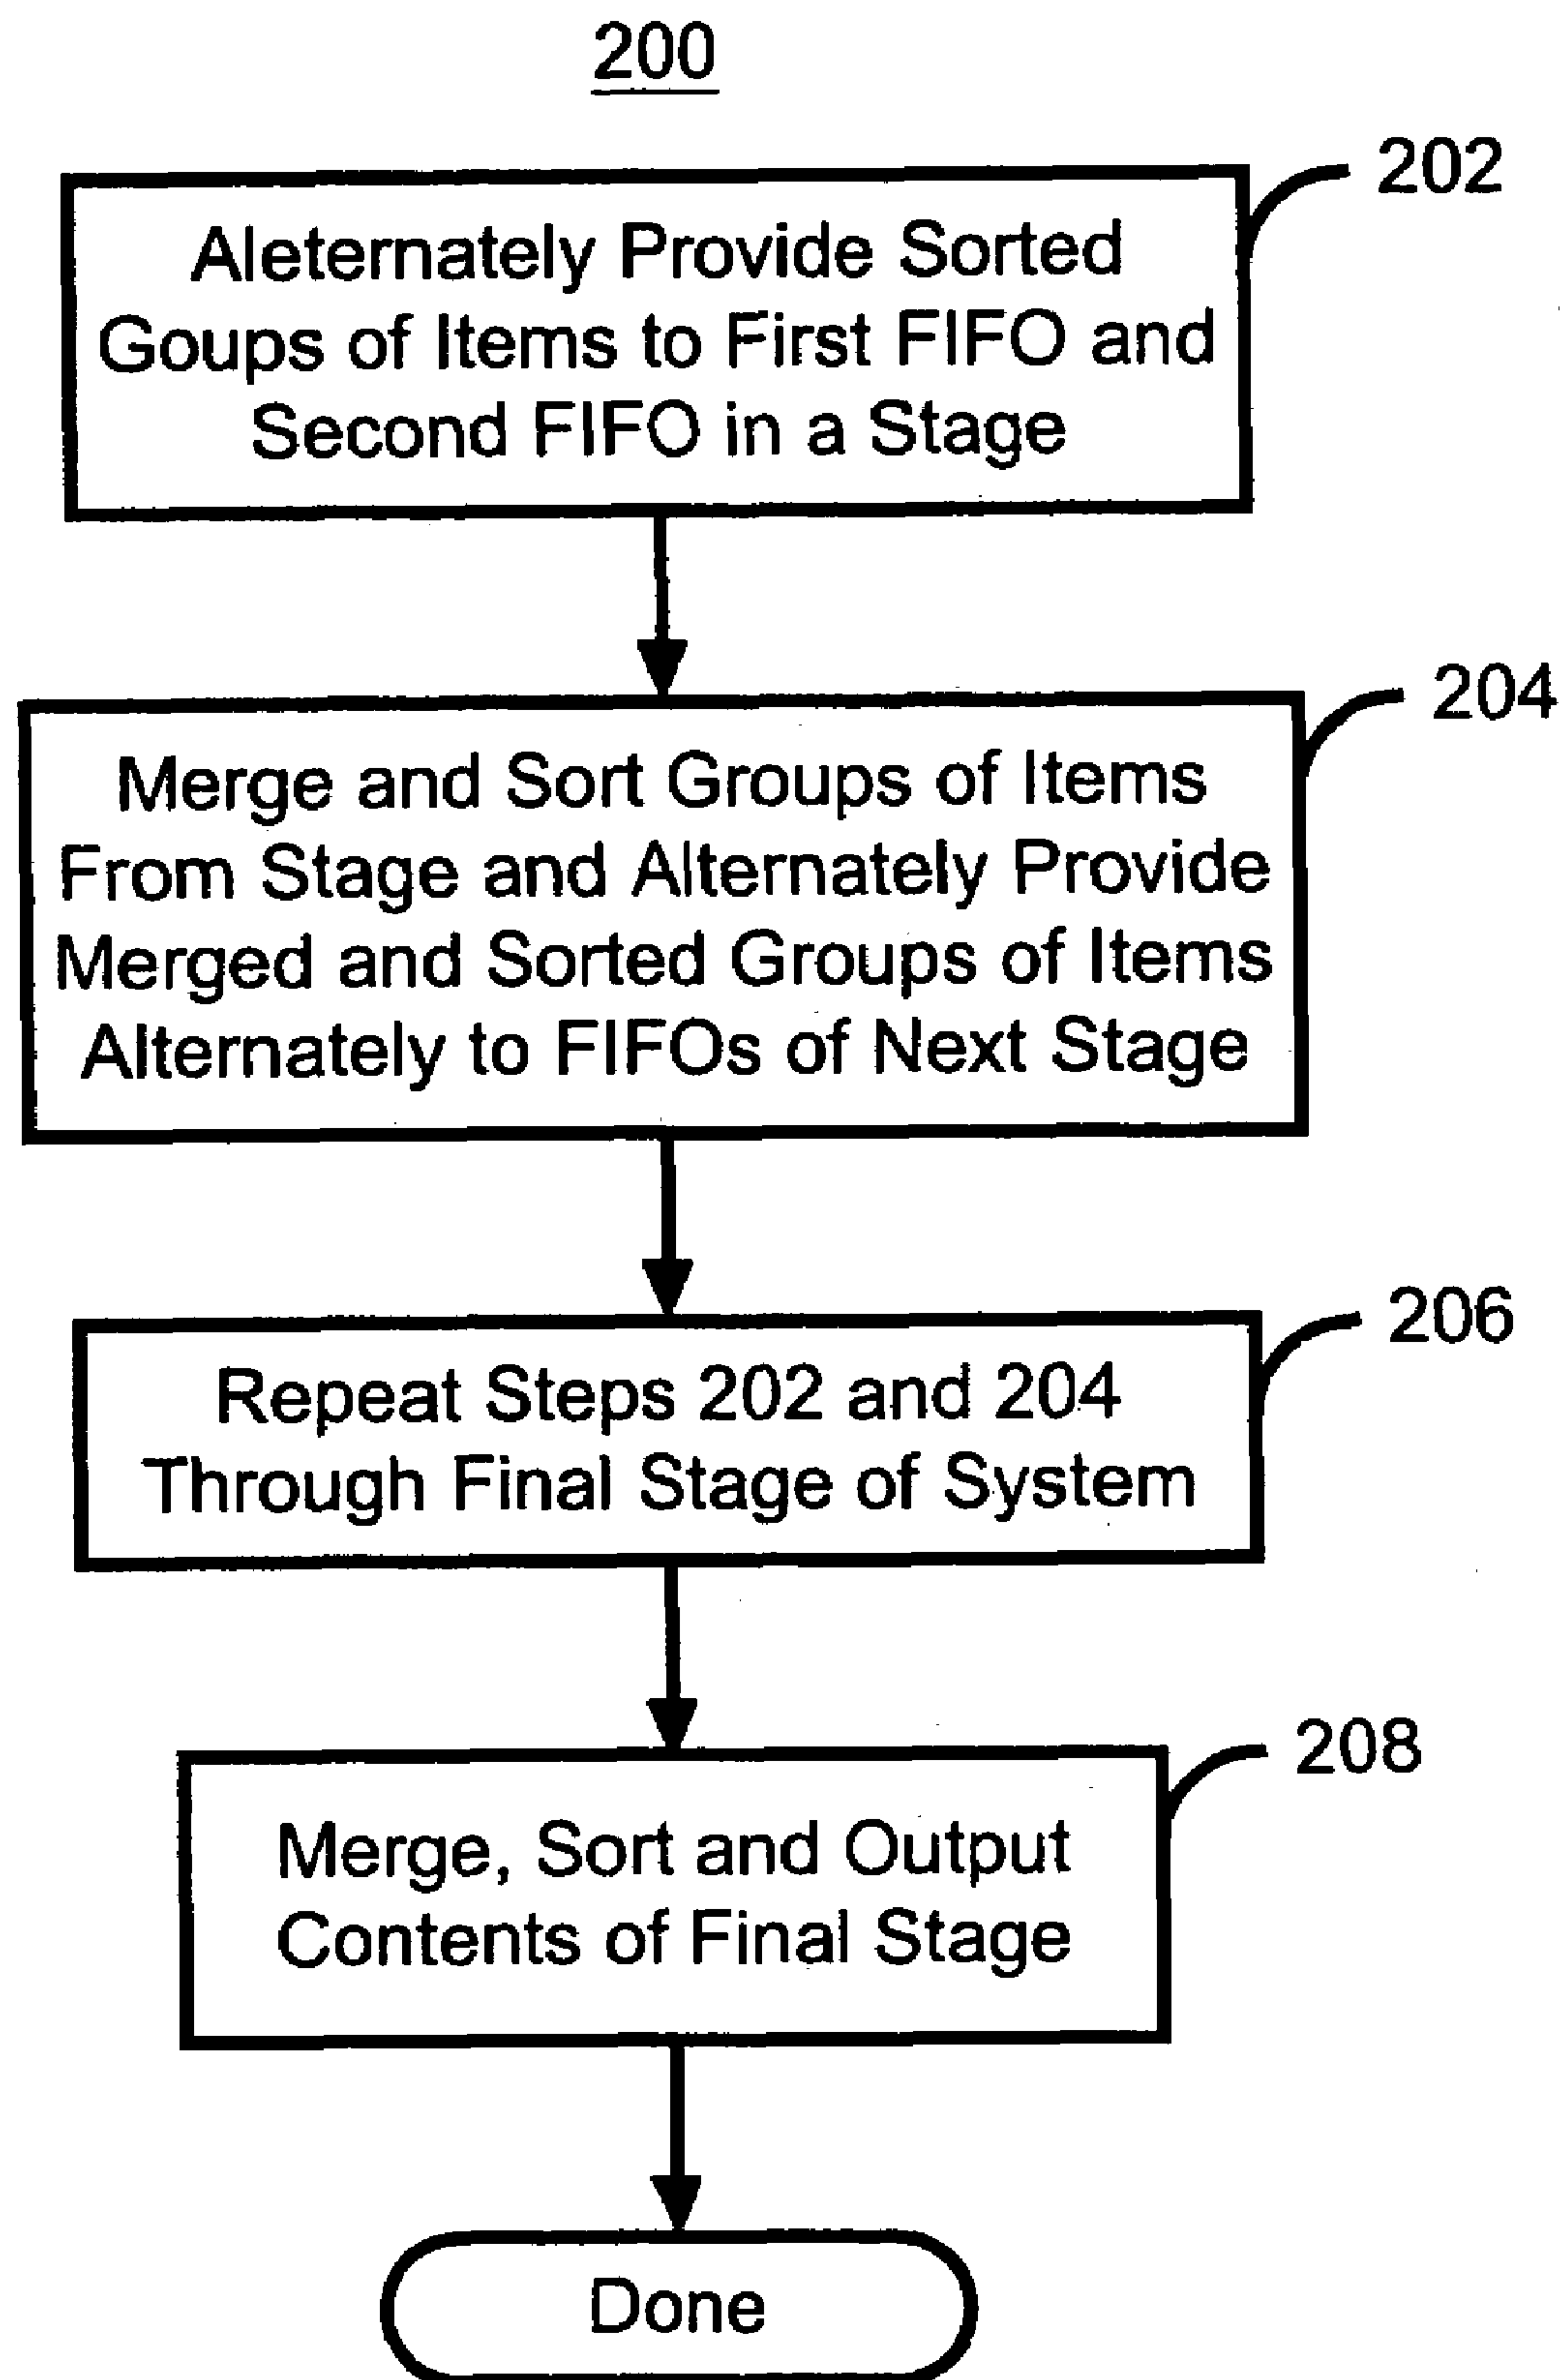 200
202
Aleternately Provide Sorted
Goups of Items to First FIFO and
Second FIFO in a Stage
204
Merge and Sort Groups of Items
From Stage and Alternately Provide
Merged and Sorted Groups of Items
Alternately to FIFOs of Next Stage
206
Repeat Steps 202 and 204
Through Final Stage of System
208
Merge, Sort and Output
Contents of Final Stage
Done